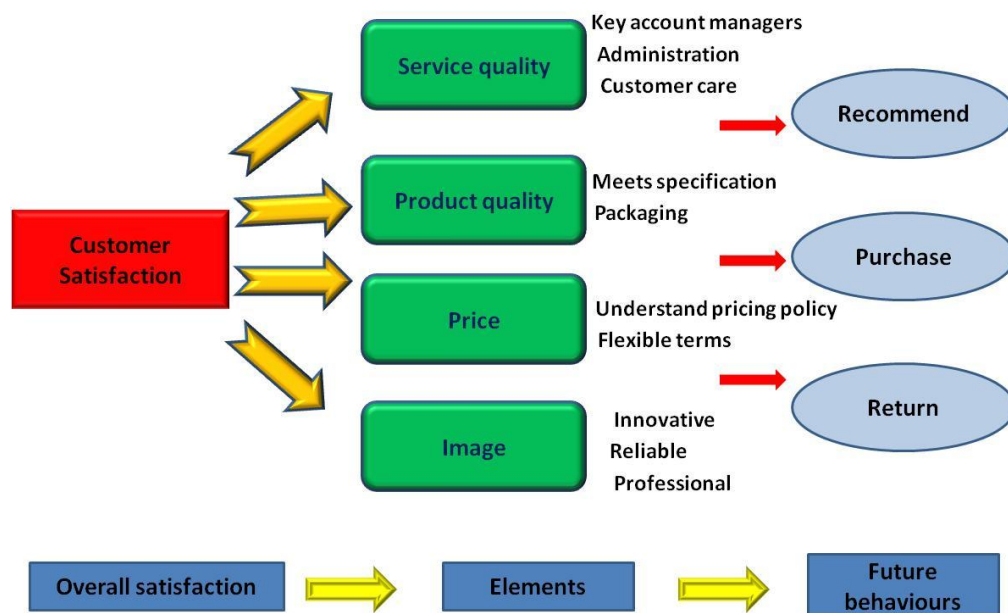 Key account managers
Service quality
Administration
Customer care
Recommend
Product quality
Meets specification
Packaging
Customer
Satisfaction
Purchase
Price
Understand pricing policy
Flexible terms
Return
Image
Innovative
Reliable
Professional
Overall satisfaction
Elements
Future
behaviours